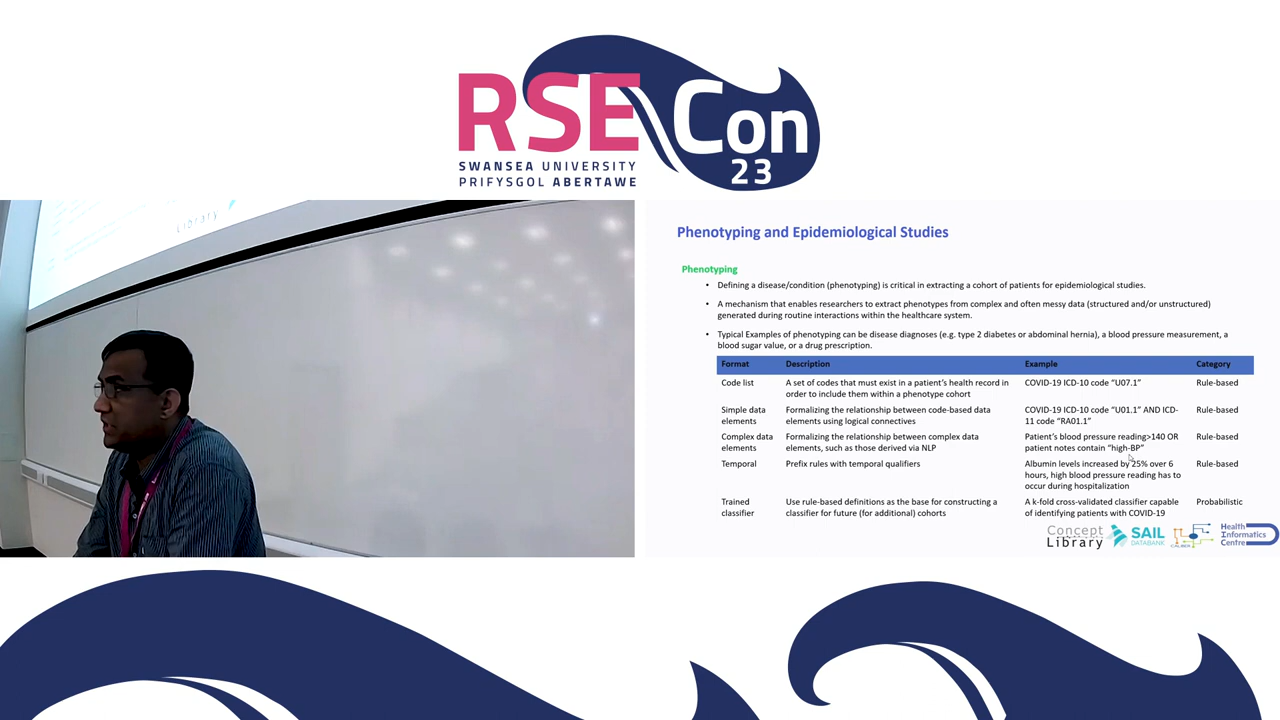 RSE Con
23
SWANSEA UNIVERSITY
PRIFYSGOL ABERTAWE
Library
Phenotyping and Epidemiological Studies
Phenotyping
• Defining a disease/condition (phenotyping) is critical in extracting a cohort of patients for epidemiological studies.
• A mechanism that enables researchers to extract phenotypes from complex and often messy data (structured and/or unstructured)
generated during routine interactions within the healthcare system.
• Typical Examples of phenotyping can be disease diagnoses (e.g. type 2 diabetes or abdominal hernia), a blood pressure measurement, a
blood sugar value, or a drug prescription.
Format Description Example Category
Code list A set of codes that must exist in a patient's health record in COVID-19 ICD-10 code "U07.1" Rule-based
order to include them within a phenotype cohort
Simple data Formalizing the relationship between code-based data COVID-19 ICD-10 code "U01.1" AND ICD- Rule-based
elements elements using logical connectives 11 code "RA01.1"
Complex data Formalizing the relationship between complex data Patient's blood pressure reading>140 OR Rule-based
elements elements, such as those derived via NLP patient notes contain "high-BP"
Temporal Prefix rules with temporal qualifiers Albumin levels increased by 25% over 6 Rule-based
hours, high blood pressure reading has to
occur during hospitalization
Trained Use rule-based definitions as the base for constructing a A k-fold cross-validated classifier capable Probabilistic
classifier classifier for future (for additional) cohorts of identifying patients with COVID-19
Concept
Library
SAIL
DATABANK
CALIBER
Health
Informatics
Centre